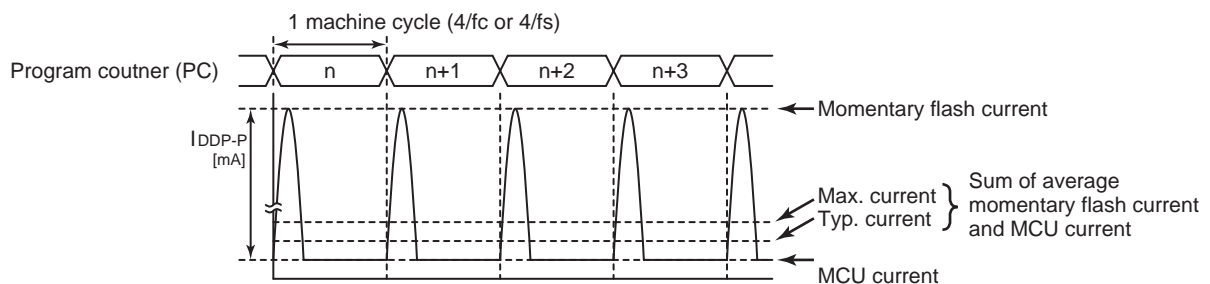 1 machine cycle (4/fc or 4/fs)
Program coutner (PC)
n
n+1
n+2
n+3
Momentary flash current
IDDP-P
[mA]
Max. current
Typ. current
Sum of average
momentary flash current
and MCU current
MCU current